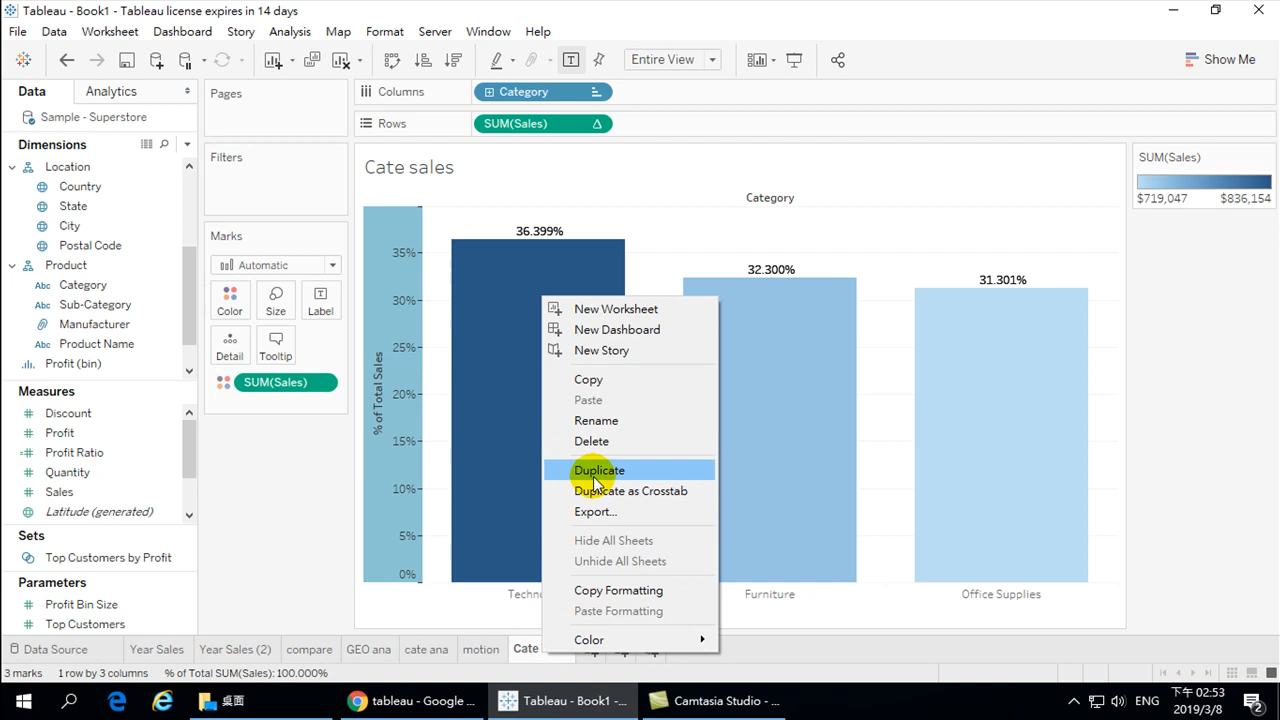 Tableau - Book1 - Tableau license expires in 14 days
File Data Worksheet Dashboard Story Analysis Map Format Server Window Help
Entire View
Show Me
Data Analytics
Sample - Superstore
Dimensions
Location
Country
State
City
Postal Code
Product
Category
Sub-Category
Manufacturer
Product Name
Profit (bin)
Measures
Discount
Profit
Profit Ratio
Quantity
Sales
Latitude (generated)
Sets
Top Customers by Profit
Parameters
Profit Bin Size
Top Customers
Pages
Filters
Marks
Automatic
Color Size Label
Detail Tooltip
SUM(Sales)
Columns Category
Rows SUM(Sales)
Cate sales
Category
% of Total Sales
35%
30%
25%
20%
15%
10%
5%
0%
36.399%
32.300%
31.301%
Furniture
Office Supplies
New Worksheet
New Dashboard
New Story
Copy
Paste
Rename
Delete
Duplicate
Duplicate as Crosstab
Export...
Hide All Sheets
Unhide All Sheets
Copy Formatting
Paste Formatting
Color
SUM(Sales)
$719,047 $836,154
Data Source Year Sales Year Sales (2) compare GEO ana cate ana motion Cate
3 marks 1 row by 3 columns % of Total SUM(Sales): 100.000%
桌面
tableau - Google ...
Tableau - Book1 -...
Camtasia Studio - ...
ENG
下午 02:53
2019/3/8
2